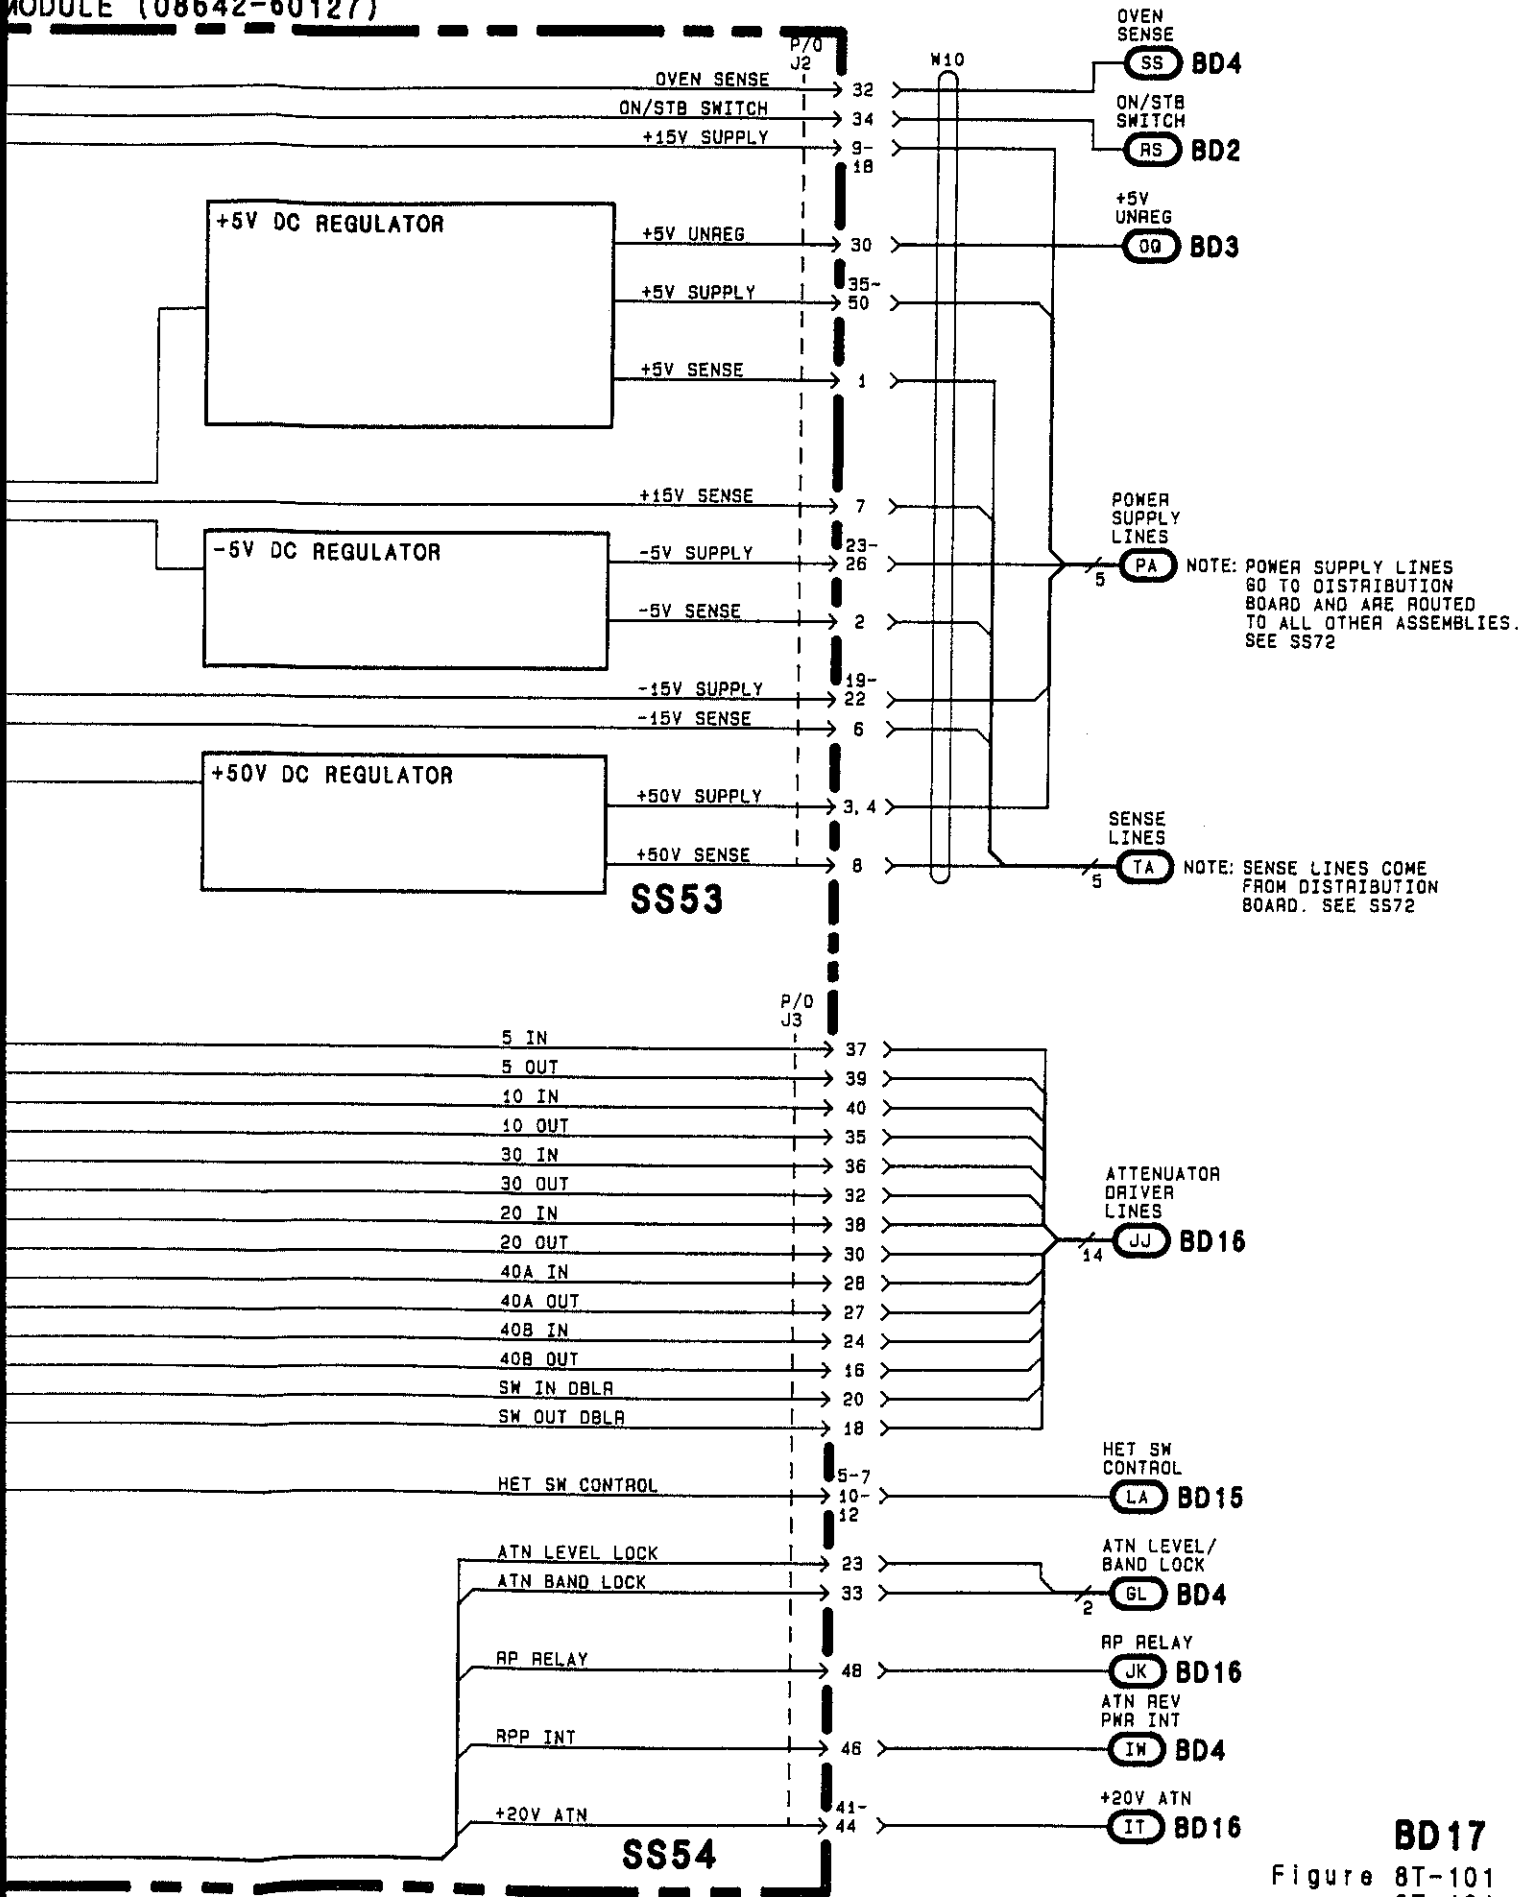 MODULE (08642-60127)
P/O
J2
W10
OVEN
SENSE
SS BD4
OVEN SENSE 32
ON/STB SWITCH 34
ON/STB
SWITCH
RS BD2
+15V SUPPLY 9-
18
+5V
UNREG
OQ BD3
+5V DC REGULATOR
+5V UNREG 30
+5V SUPPLY 35-
50
+5V SENSE 1
+15V SENSE 7
POWER
SUPPLY
LINES
PA
5
NOTE: POWER SUPPLY LINES
GO TO DISTRIBUTION
BOARD AND ARE ROUTED
TO ALL OTHER ASSEMBLIES.
SEE SS72
-5V DC REGULATOR
-5V SUPPLY 23-
26
-5V SENSE 2
-15V SUPPLY 19-
22
-15V SENSE 6
+50V DC REGULATOR
+50V SUPPLY 3, 4
+50V SENSE 8
SENSE
LINES
TA
5
NOTE: SENSE LINES COME
FROM DISTRIBUTION
BOARD. SEE SS72
SS53
P/O
J3
5 IN 37
5 OUT 39
10 IN 40
10 OUT 35
30 IN 36
30 OUT 32
20 IN 38
20 OUT 30
40A IN 28
40A OUT 27
40B IN 24
40B OUT 16
SW IN DBLR 20
SW OUT DBLR 18
ATTENUATOR
DRIVER
LINES
14
JJ BD16
HET SW CONTROL 5-7
10-
12
HET SW
CONTROL
LA BD15
ATN LEVEL LOCK 23
ATN BAND LOCK 33
ATN LEVEL/
BAND LOCK
2
GL BD4
RP RELAY 48
RP RELAY
JK BD16
RPP INT 46
ATN REV
PWR INT
IW BD4
+20V ATN 41-
44
+20V ATN
IT BD16
SS54
BD17
Figure 8T-101